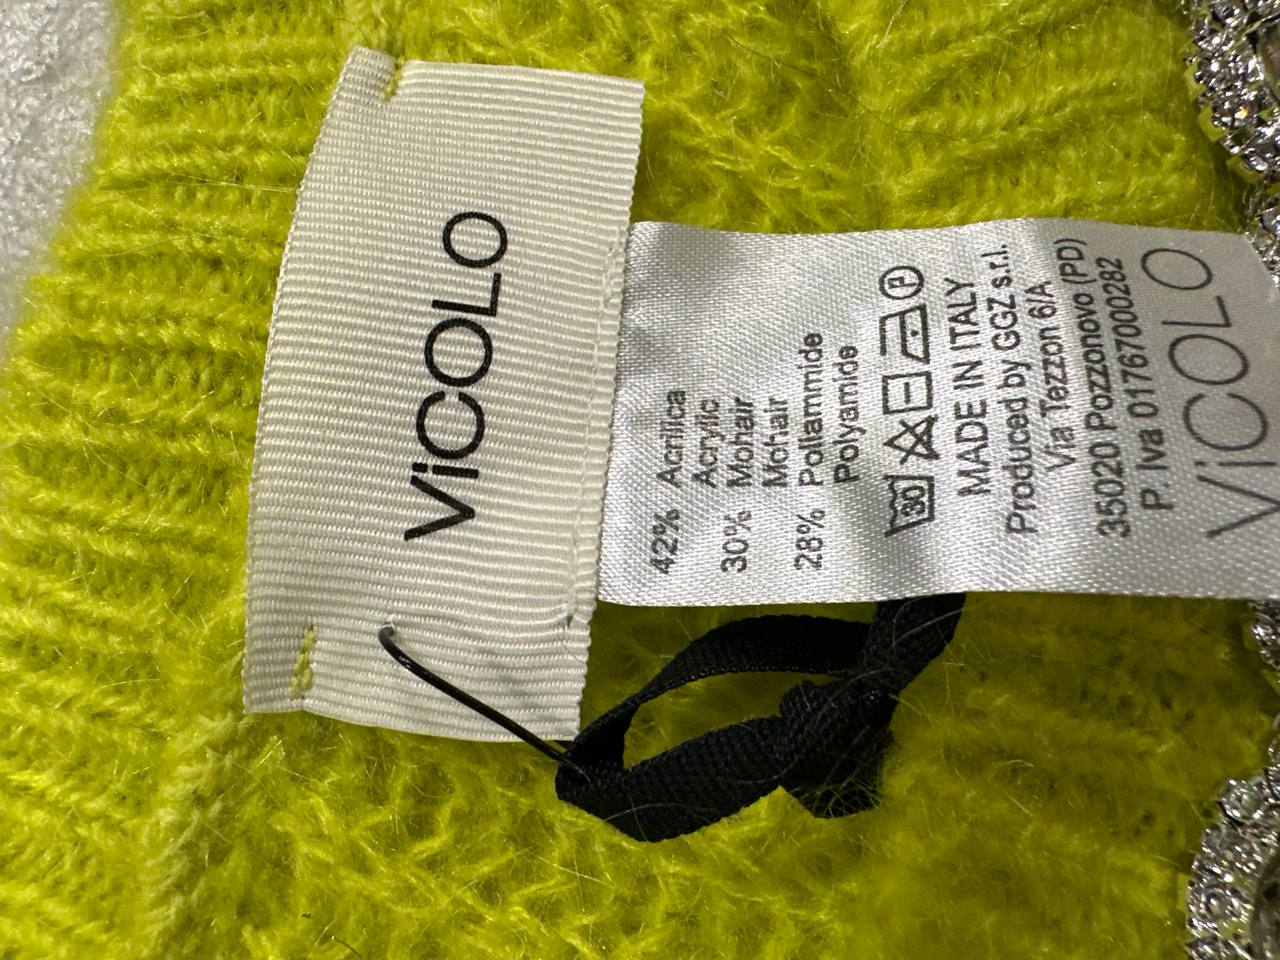 ViCOLO
42% Acrilica
Acrylic
30% Mohair
Mohair
28% Poliammide
Polyamide
30 P
MADE IN ITALY
Produced by GGZ s.r.l.
Via Tezzon 6/A
35020 Pozzonovo (PD)
P. Iva 01767000282
ViCOLO